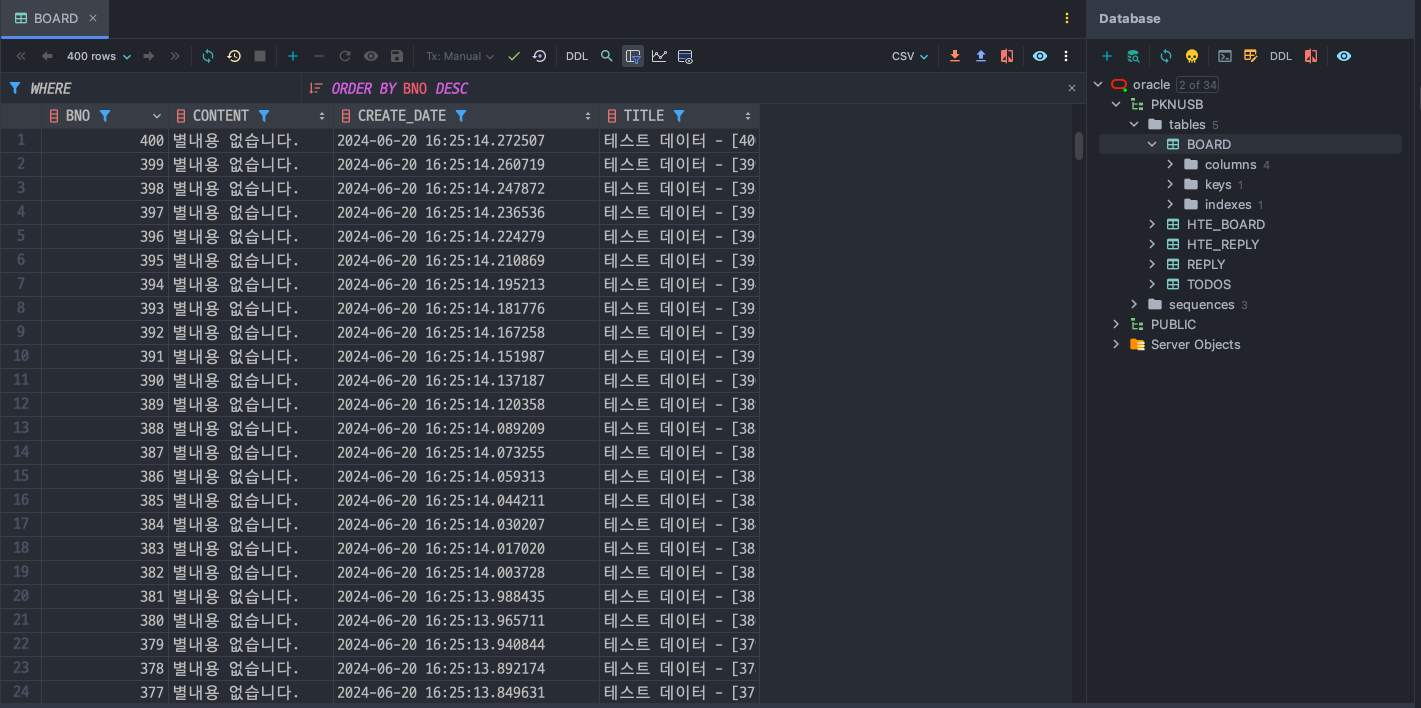 BOARD
400 rows
Tx: Manual
DDL
CSV
WHERE
ORDER BY BNO DESC
BNO CONTENT CREATE_DATE TITLE
1 400 별내용 없습니다. 2024-06-20 16:25:14.272507 테스트 데이터 - [40
2 399 별내용 없습니다. 2024-06-20 16:25:14.260719 테스트 데이터 - [39
3 398 별내용 없습니다. 2024-06-20 16:25:14.247872 테스트 데이터 - [39
4 397 별내용 없습니다. 2024-06-20 16:25:14.236536 테스트 데이터 - [39
5 396 별내용 없습니다. 2024-06-20 16:25:14.224279 테스트 데이터 - [39
6 395 별내용 없습니다. 2024-06-20 16:25:14.210869 테스트 데이터 - [39
7 394 별내용 없습니다. 2024-06-20 16:25:14.195213 테스트 데이터 - [39
8 393 별내용 없습니다. 2024-06-20 16:25:14.181776 테스트 데이터 - [39
9 392 별내용 없습니다. 2024-06-20 16:25:14.167258 테스트 데이터 - [39
10 391 별내용 없습니다. 2024-06-20 16:25:14.151987 테스트 데이터 - [39
11 390 별내용 없습니다. 2024-06-20 16:25:14.137187 테스트 데이터 - [39
12 389 별내용 없습니다. 2024-06-20 16:25:14.120358 테스트 데이터 - [38
13 388 별내용 없습니다. 2024-06-20 16:25:14.089209 테스트 데이터 - [38
14 387 별내용 없습니다. 2024-06-20 16:25:14.073255 테스트 데이터 - [38
15 386 별내용 없습니다. 2024-06-20 16:25:14.059313 테스트 데이터 - [38
16 385 별내용 없습니다. 2024-06-20 16:25:14.044211 테스트 데이터 - [38
17 384 별내용 없습니다. 2024-06-20 16:25:14.030207 테스트 데이터 - [38
18 383 별내용 없습니다. 2024-06-20 16:25:14.017020 테스트 데이터 - [38
19 382 별내용 없습니다. 2024-06-20 16:25:14.003728 테스트 데이터 - [38
20 381 별내용 없습니다. 2024-06-20 16:25:13.988435 테스트 데이터 - [38
21 380 별내용 없습니다. 2024-06-20 16:25:13.965711 테스트 데이터 - [38
22 379 별내용 없습니다. 2024-06-20 16:25:13.940844 테스트 데이터 - [37
23 378 별내용 없습니다. 2024-06-20 16:25:13.892174 테스트 데이터 - [37
24 377 별내용 없습니다. 2024-06-20 16:25:13.849631 테스트 데이터 - [37
Database
DDL
oracle 2 of 34
PKNUSB
tables 5
BOARD
columns 4
keys 1
indexes 1
HTE_BOARD
HTE_REPLY
REPLY
TODOS
sequences 3
PUBLIC
Server Objects